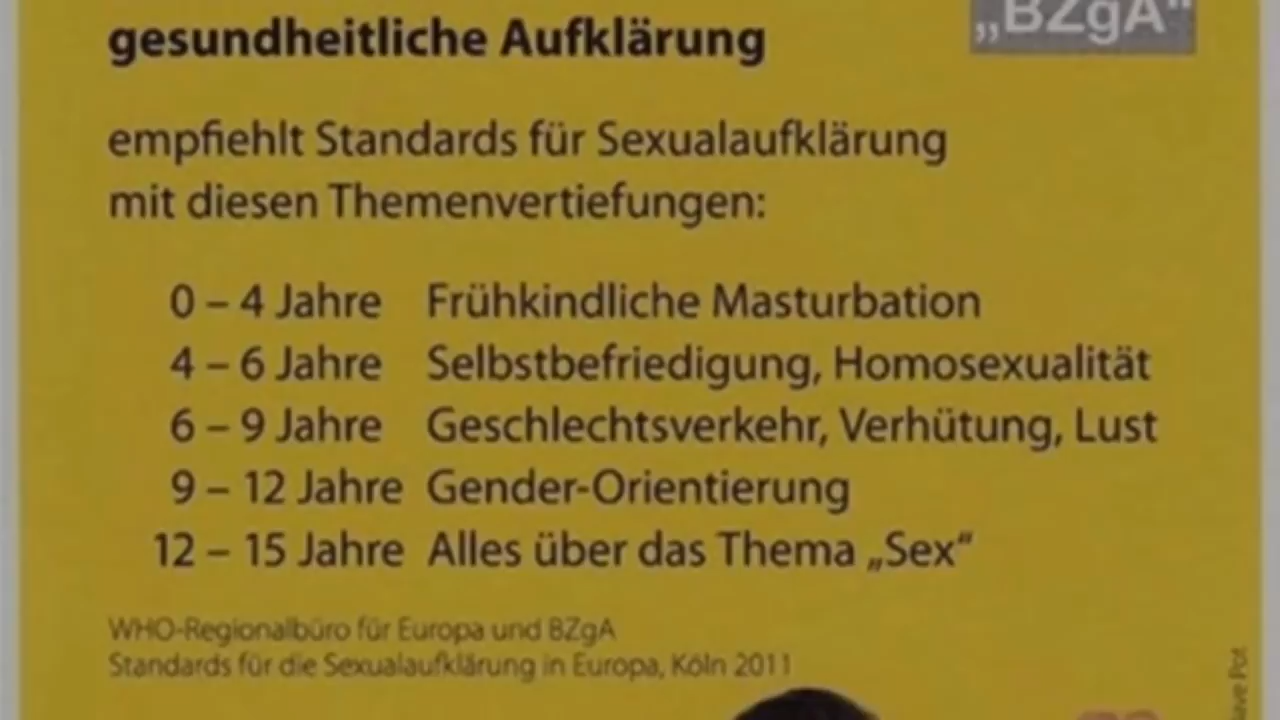 „BZgA“
gesundheitliche Aufklärung
empfiehlt Standards für Sexualaufklärung
mit diesen Themenvertiefungen:
0 – 4 Jahre Frühkindliche Masturbation
4 – 6 Jahre Selbstbefriedigung, Homosexualität
6 – 9 Jahre Geschlechtsverkehr, Verhütung, Lust
9 – 12 Jahre Gender-Orientierung
12 – 15 Jahre Alles über das Thema „Sex“
WHO-Regionalbüro für Europa und BZgA
Standards für die Sexualaufklärung in Europa, Köln 2011